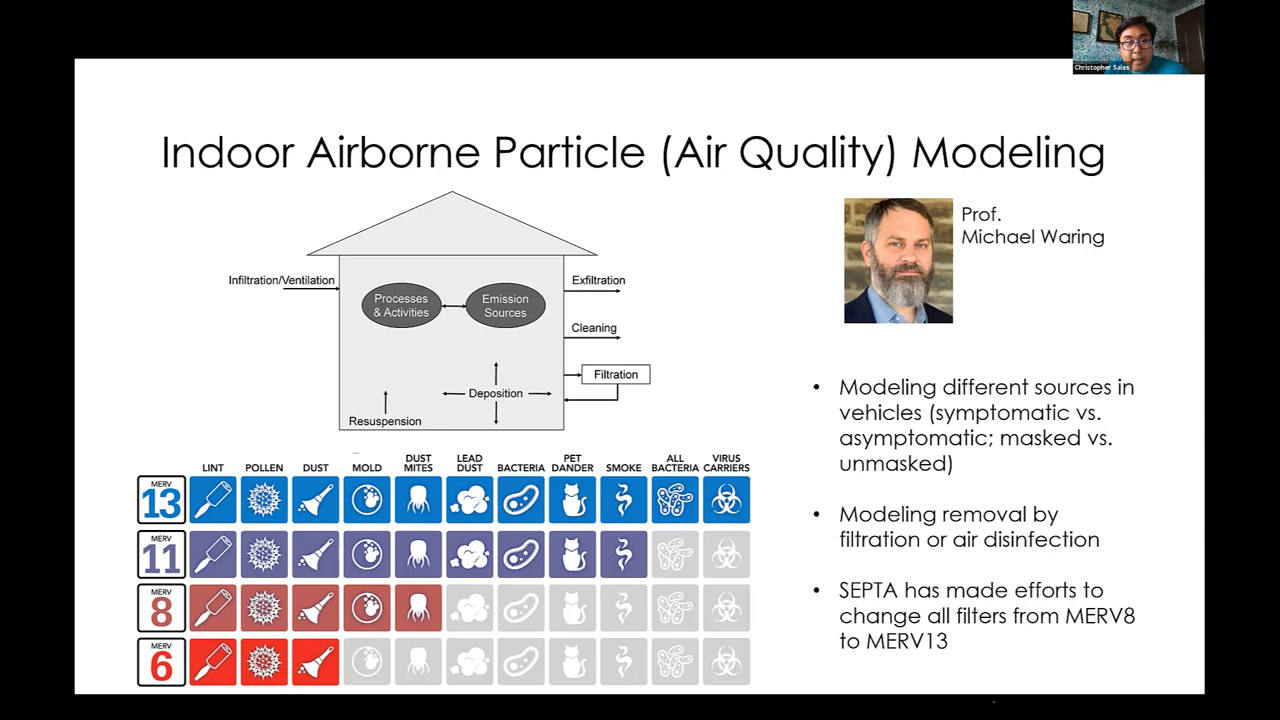 Christopher Sales
Indoor Airborne Particle (Air Quality) Modeling
Prof.
Michael Waring
Infiltration/Ventilation
Processes
& Activities
Emission
Sources
Exfiltration
Cleaning
Filtration
Deposition
Resuspension
LINT
POLLEN
DUST
MOLD
DUST
MITES
LEAD
DUST
BACTERIA
PET
DANDER
SMOKE
ALL
BACTERIA
VIRUS
CARRIERS
MERV
13
MERV
11
MERV
8
MERV
6
• Modeling different sources in
vehicles (symptomatic vs.
asymptomatic; masked vs.
unmasked)
• Modeling removal by
filtration or air disinfection
• SEPTA has made efforts to
change all filters from MERV8
to MERV13